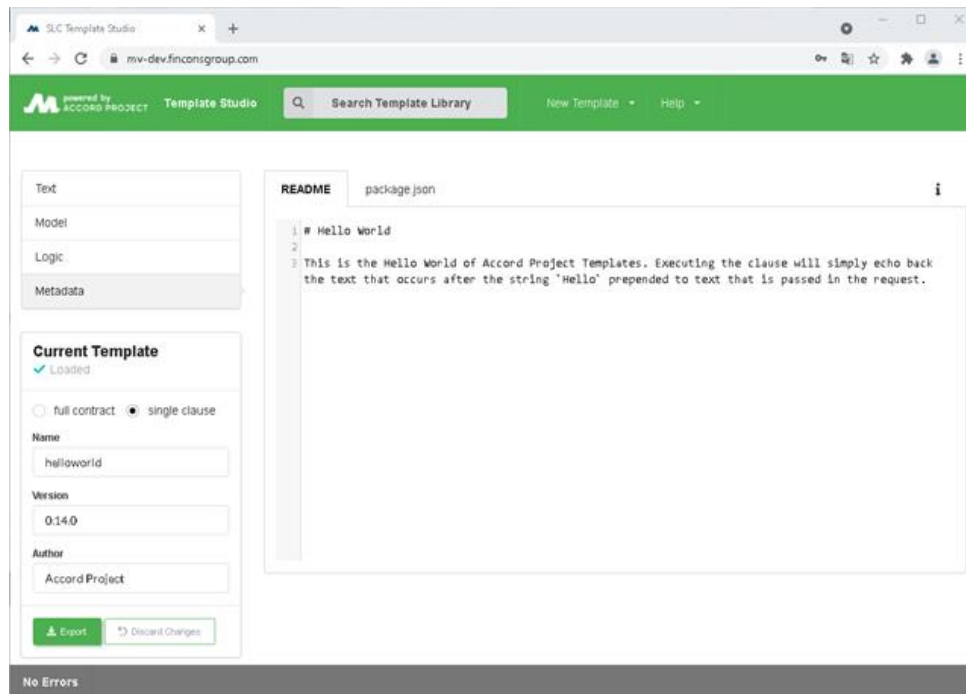 SLC Template Studio
mv-dev.finconsgroup.com
powered by
ACCORD PROJECT
Template Studio
Search Template Library
New Template
Help
Text
Model
Logic
Metadata
README
package.json
1 # Hello World
2
3 This is the Hello World of Accord Project Templates. Executing the clause will simply echo back
the text that occurs after the string 'Hello' prepended to text that is passed in the request.
Current Template
Loaded
full contract
single clause
Name
helloworld
Version
0.14.0
Author
Accord Project
Export
Discard Changes
No Errors